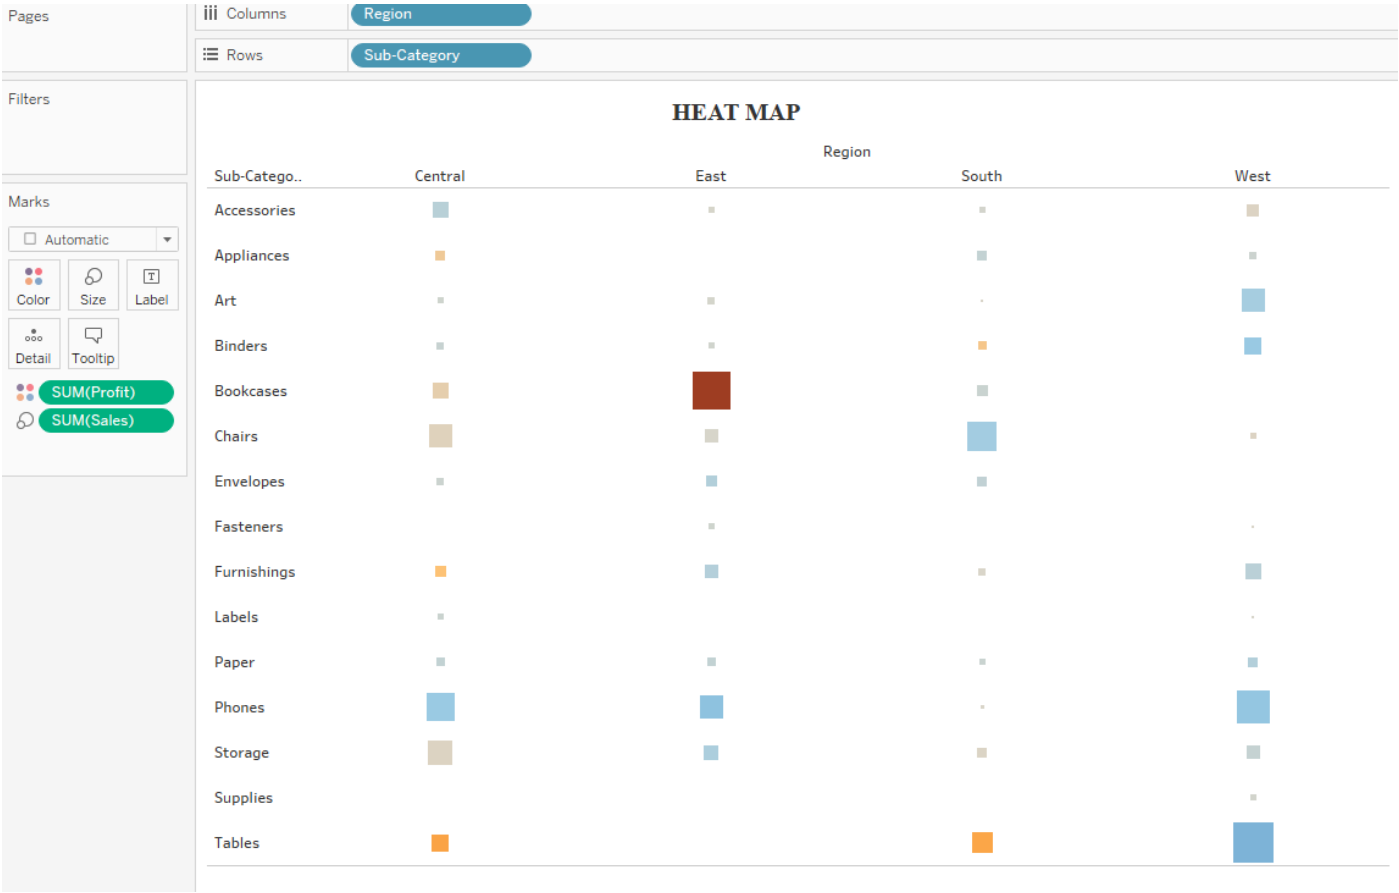 Pages
Columns
Region
Rows
Sub-Category
Filters
HEAT MAP
Region
Sub-Catego..
Central
East
South
West
Marks
Automatic
Color
Size
Label
Detail
Tooltip
SUM(Profit)
SUM(Sales)
Accessories
Appliances
Art
Binders
Bookcases
Chairs
Envelopes
Fasteners
Furnishings
Labels
Paper
Phones
Storage
Supplies
Tables